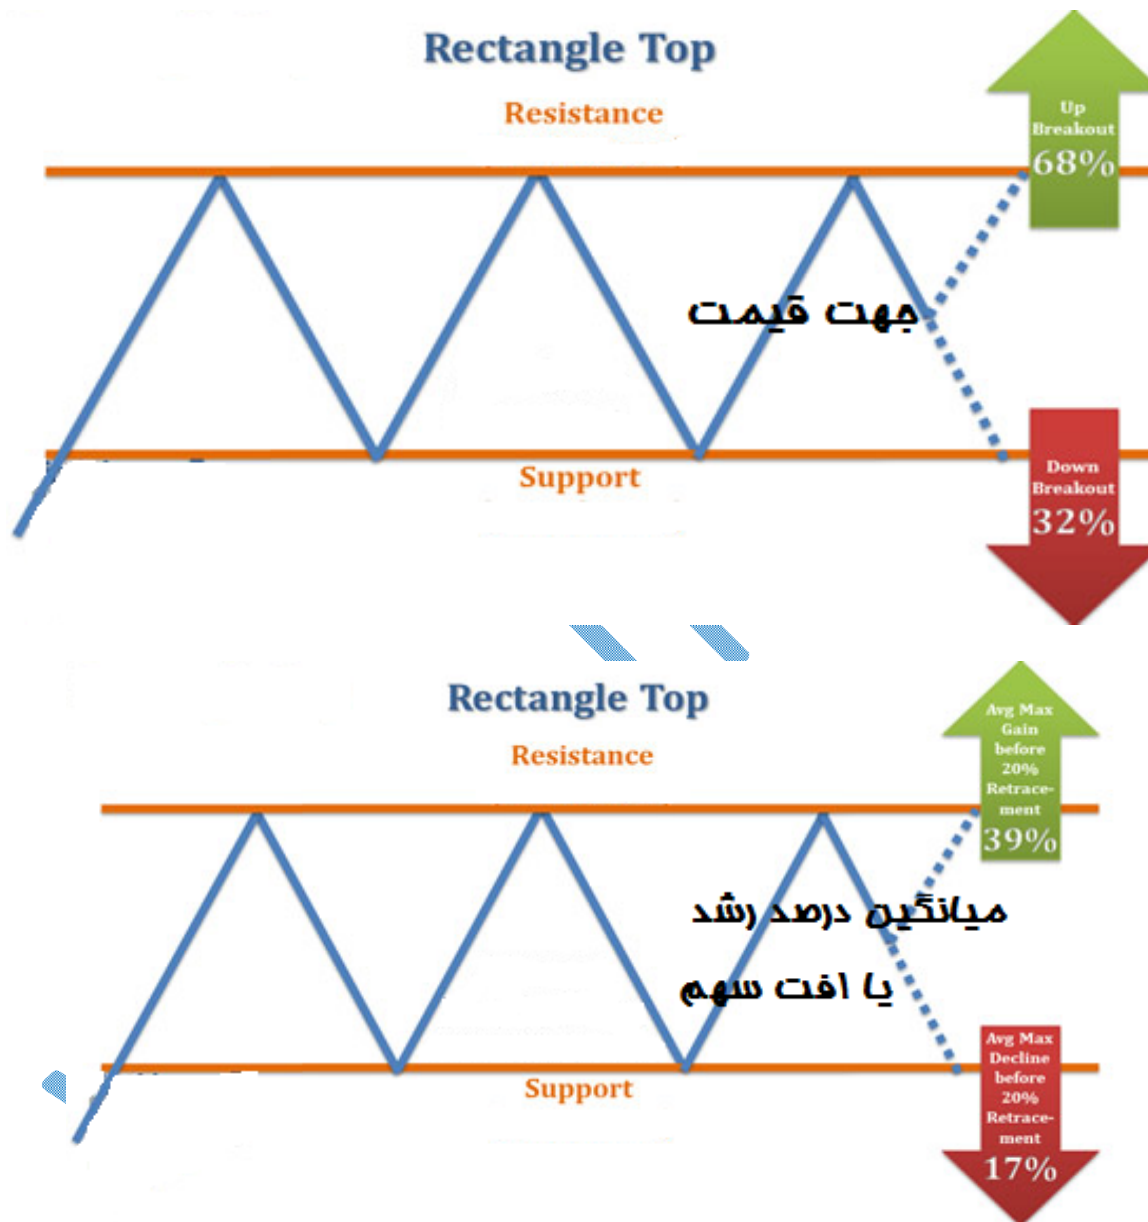 Rectangle Top
Resistance
Up
Breakout
68%
جهت قیمت
Support
Down
Breakout
32%
Rectangle Top
Resistance
Avg Max
Gain
before
20%
Retrace-
ment
39%
میانگین درصد رشد
یا افت سهم
Support
Avg Max
Decline
before
20%
Retrace-
ment
17%